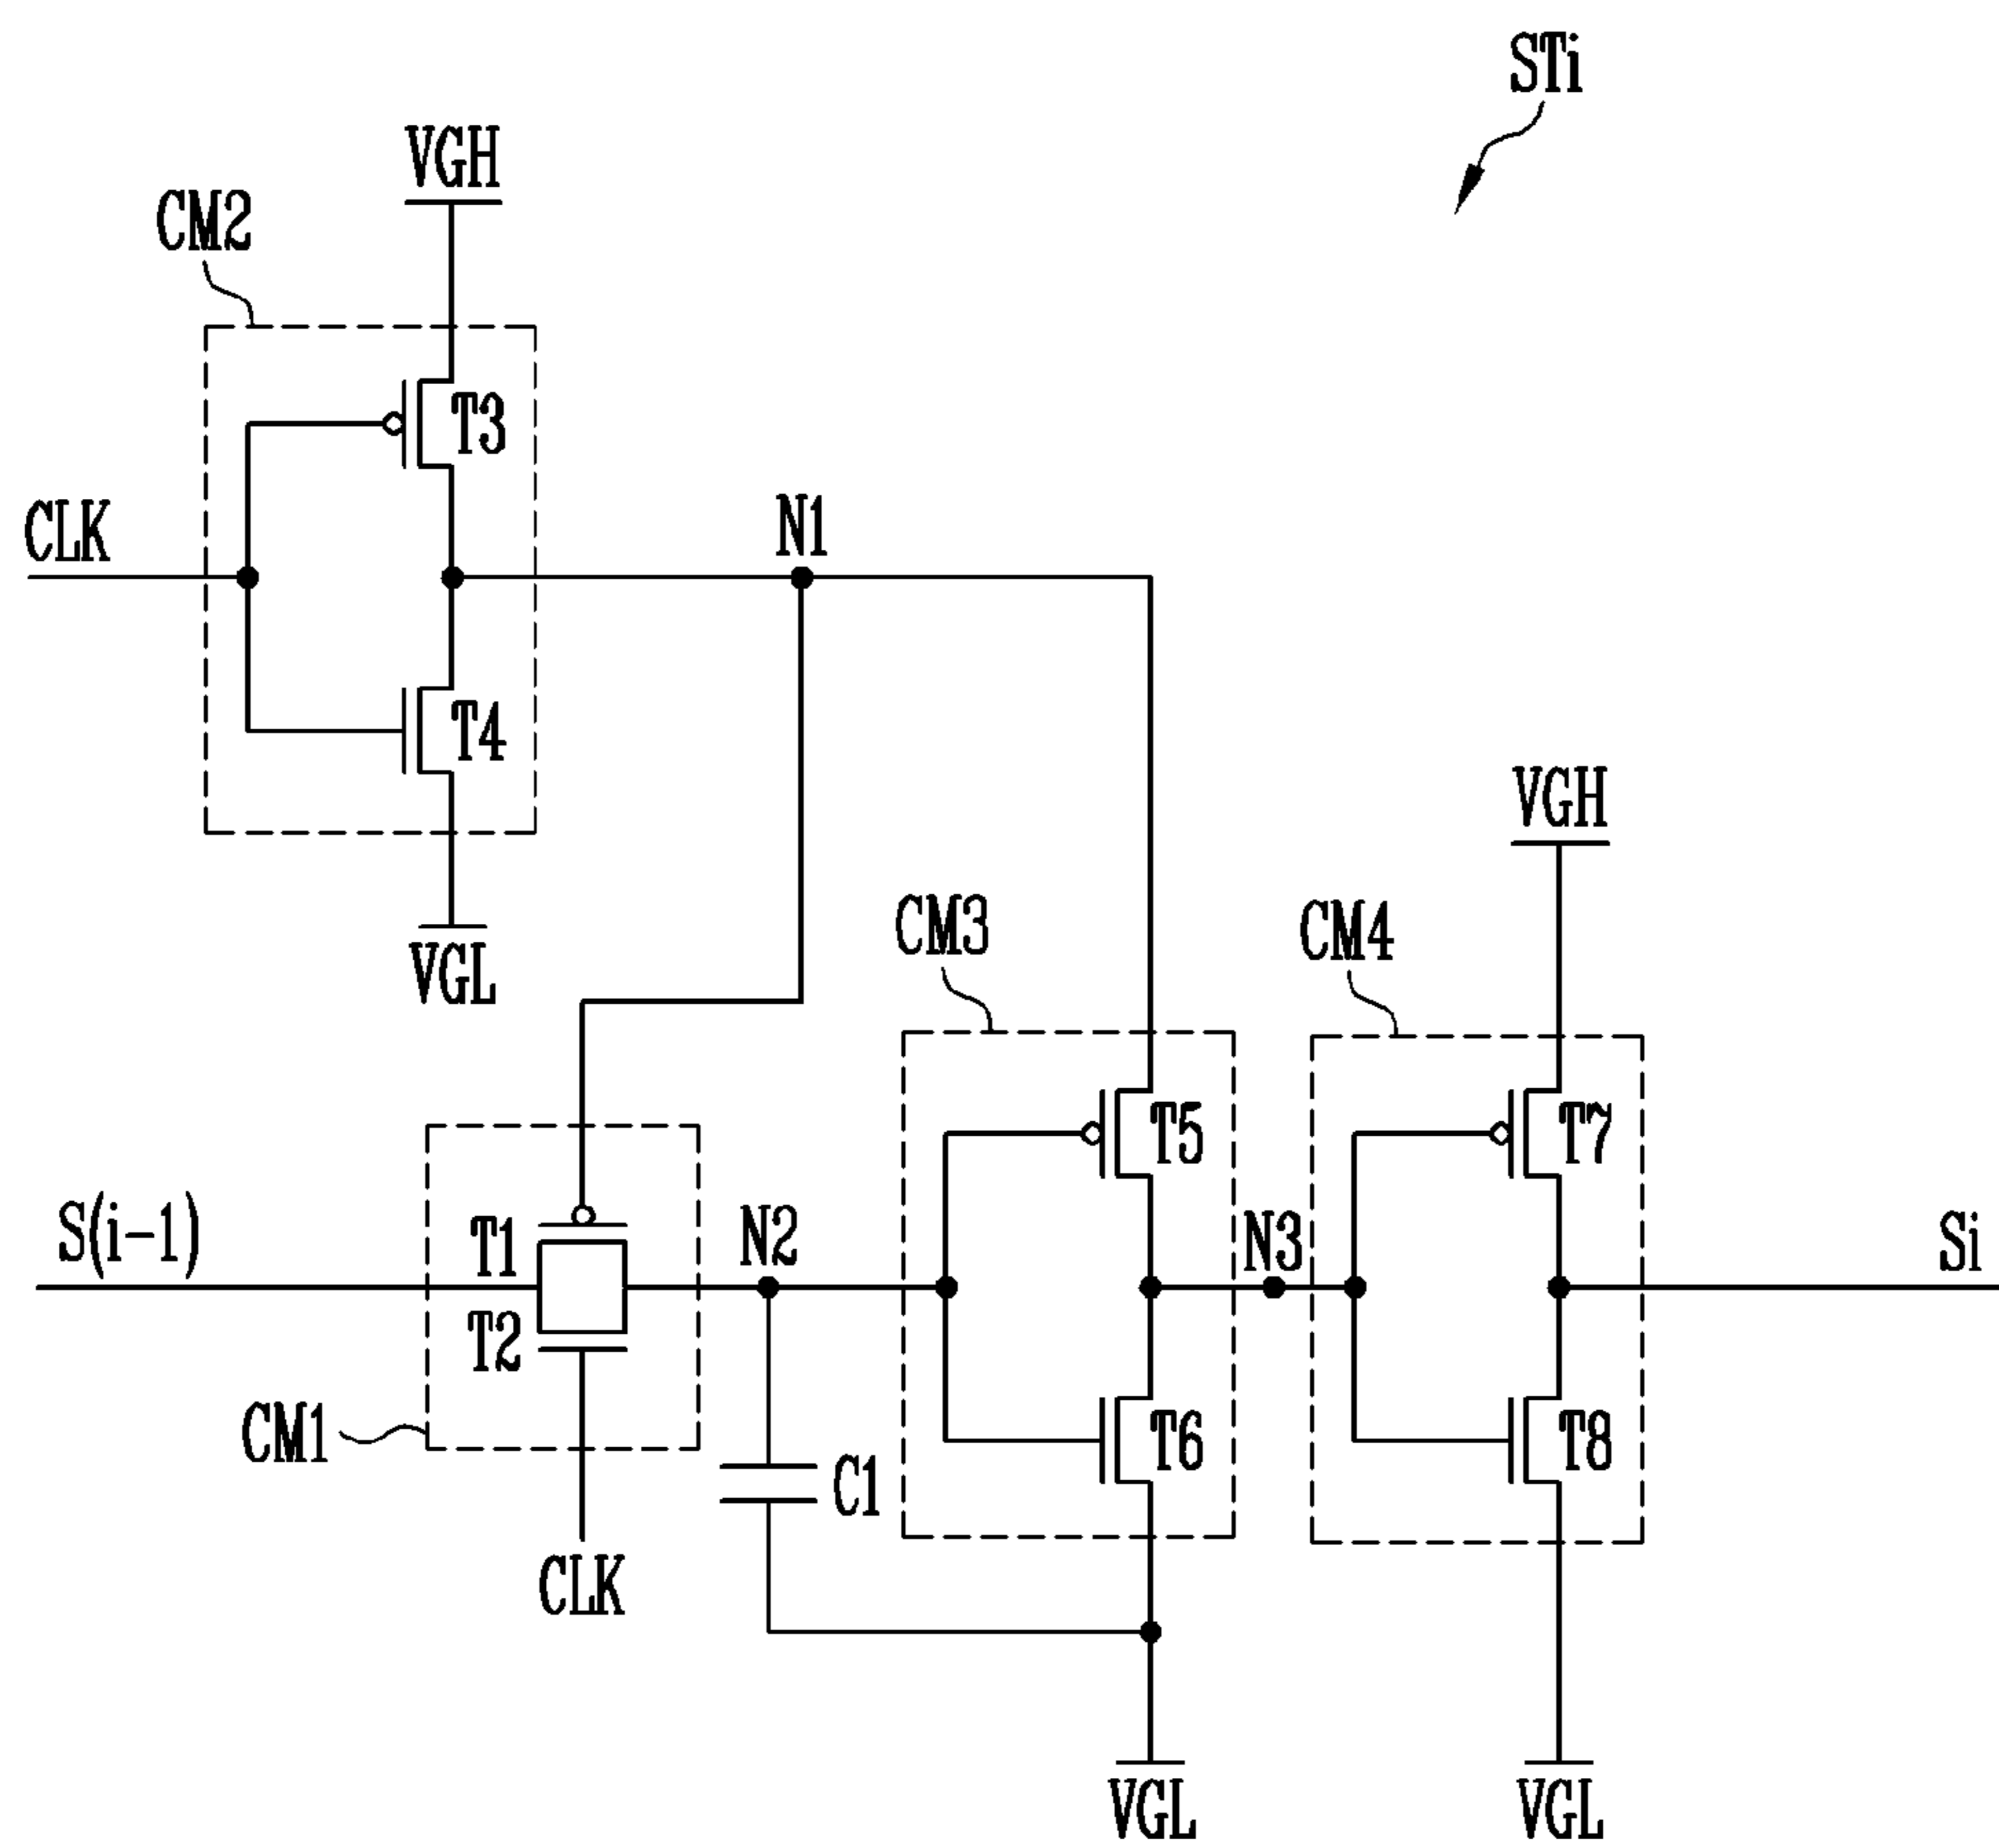 STi
VGH
CM2
T3
CLK
N1
T4
VGL
VGH
CM3
CM4
T5
T7
S(i-1)
T1
N2
N3
Si
T2
CM1
T6
T8
C1
CLK
VGL
VGL